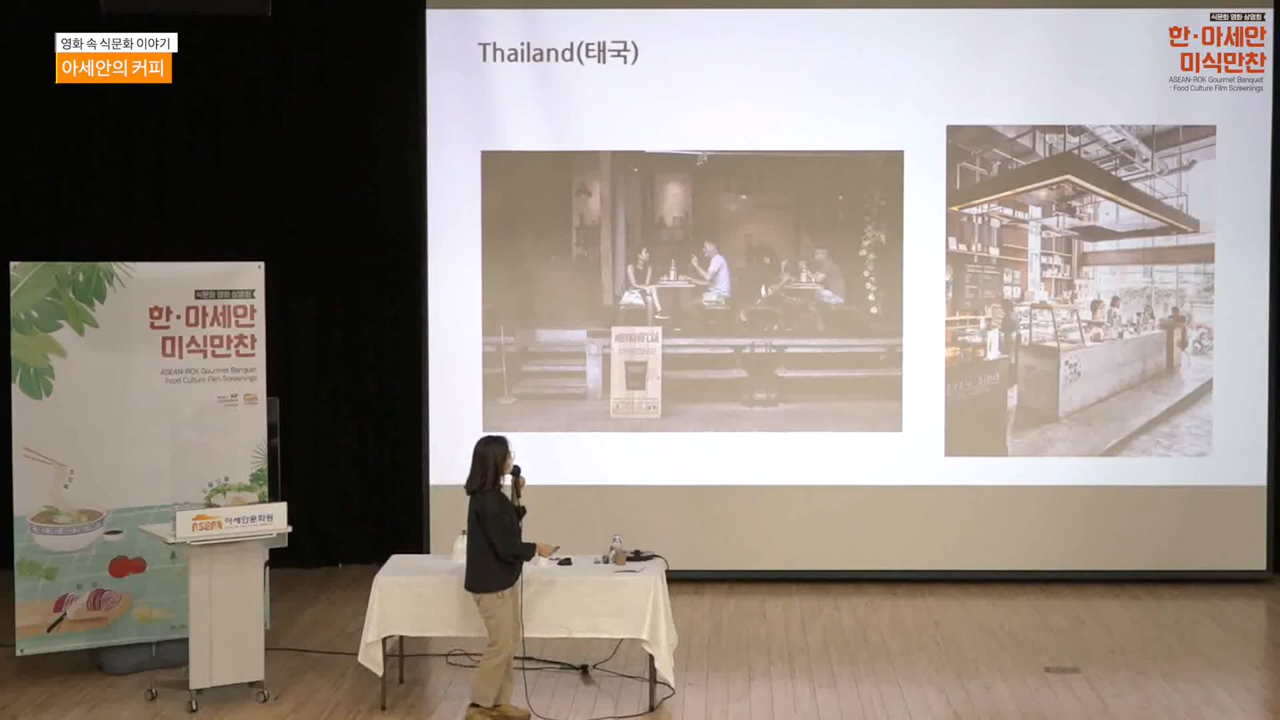 영화 속 식문화 이야기
아세안의 커피
Thailand(태국)
식문화 영화 상영회
한·아세안
미식만찬
ASEAN-ROK Gourmet Banquet
: Food Culture Film Screenings
식문화 영화 상영회
한·아세안
미식만찬
ASEAN-ROK Gourmet Banquet
Food Culture Film Screenings
ASEAN 아세안문화원